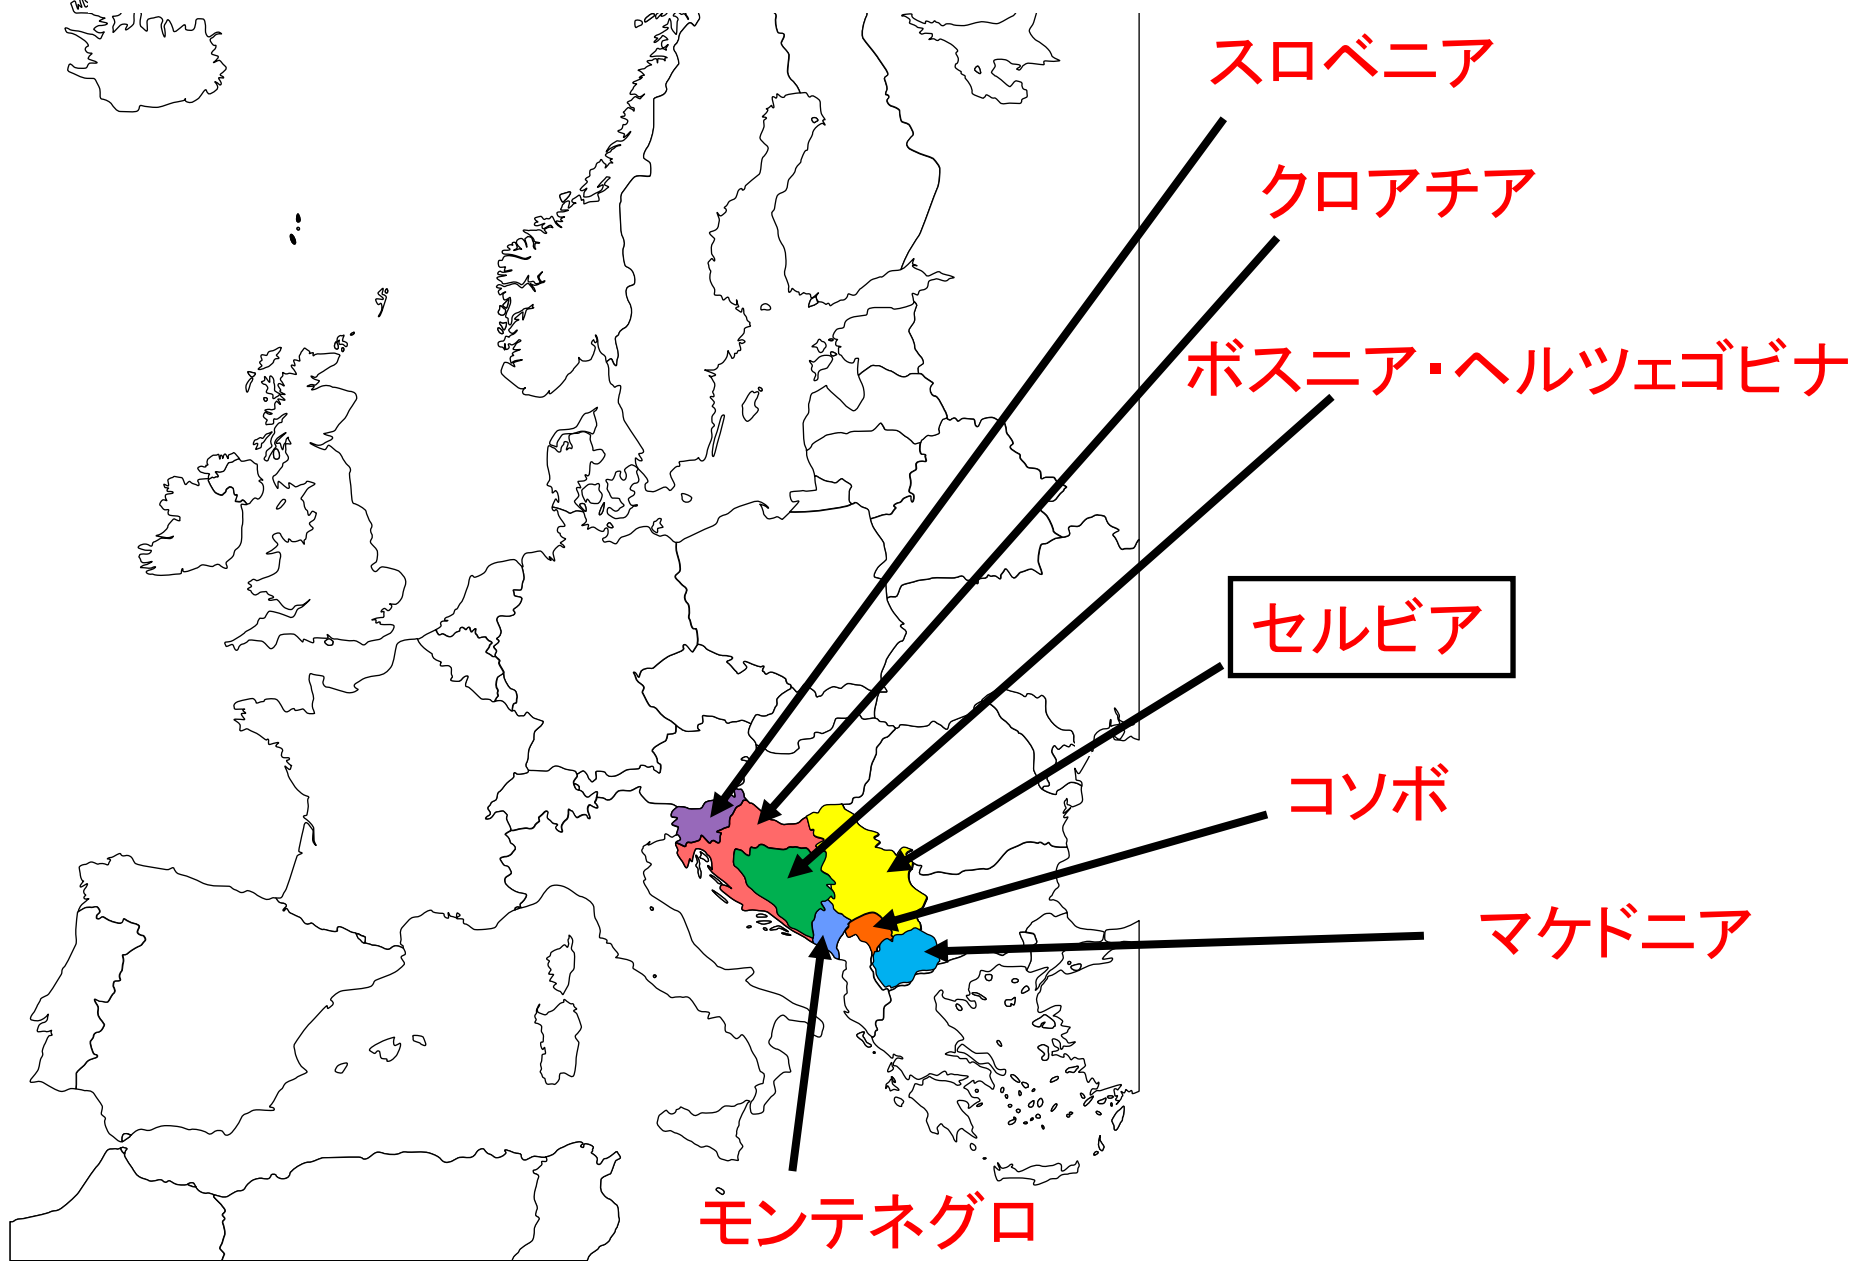 スロベニア
クロアチア
ボスニア・ヘルツェゴビナ
セルビア
コソボ
マケドニア
モンテネグロ